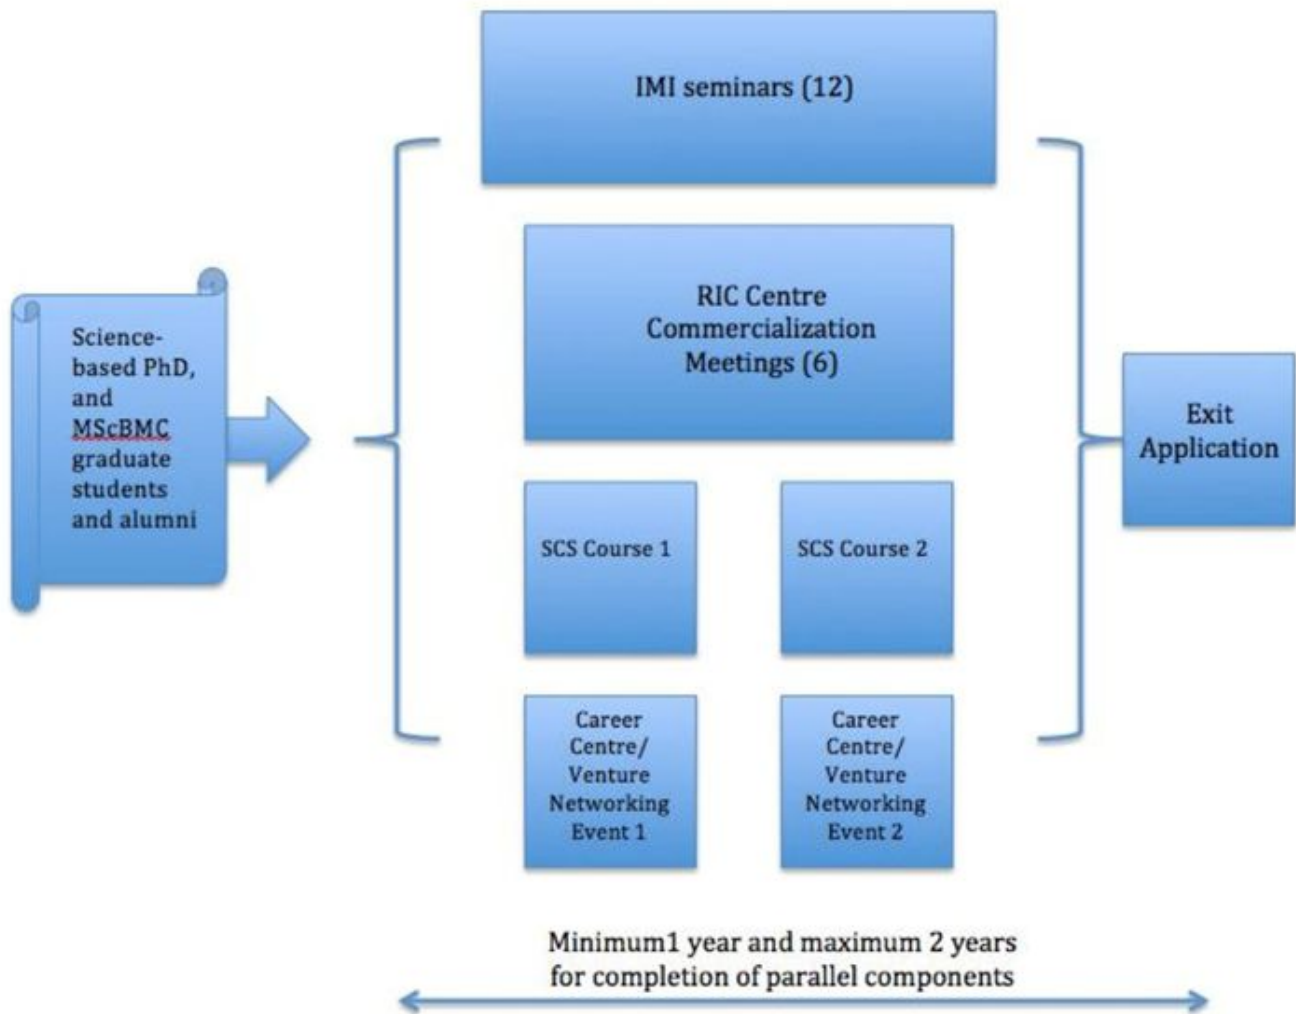 IMI seminars (12)
RIC Centre
Commercialization
Meetings (6)
Science-
based PhD,
and
MScBMC
graduate
students
and alumni
Exit
Application
SCS Course 1
SCS Course 2
Career
Centre/
Venture
Networking
Event 1
Career
Centre/
Venture
Networking
Event 2
Minimum1 year and maximum 2 years
for completion of parallel components